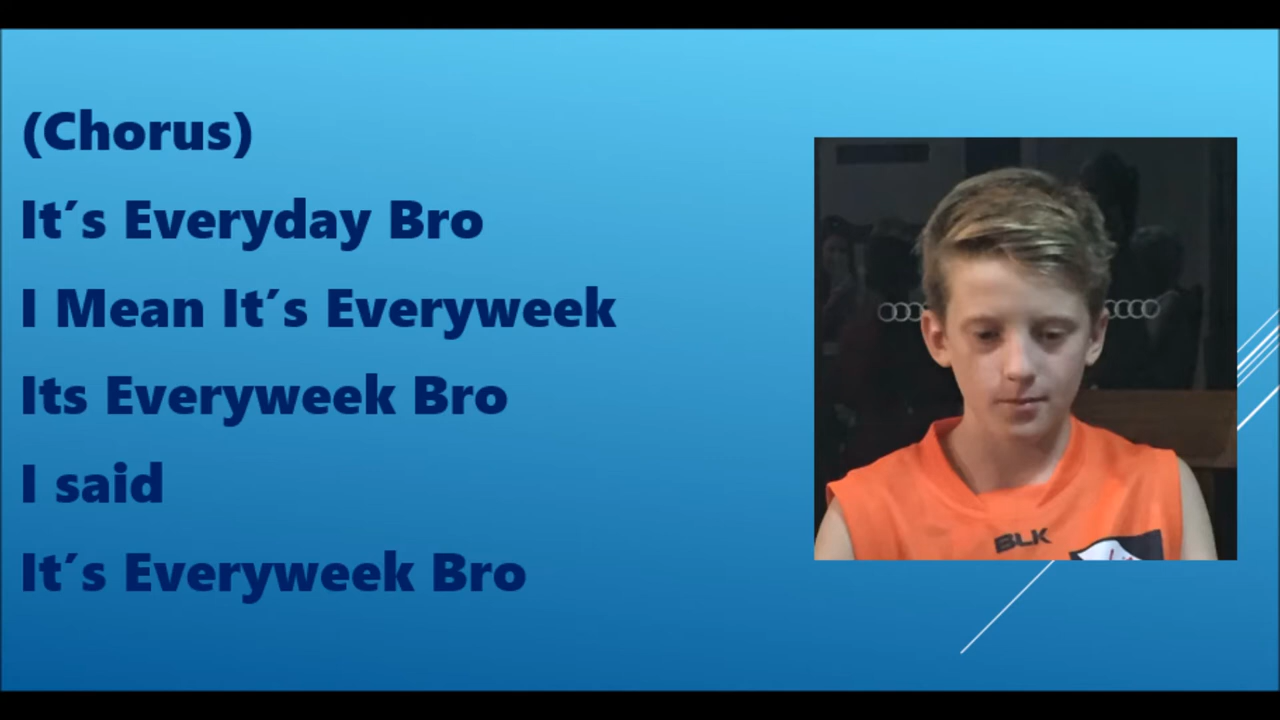 (Chorus)
It´s Everyday Bro
I Mean It´s Everyweek
Its Everyweek Bro
I said
It´s Everyweek Bro
BLK